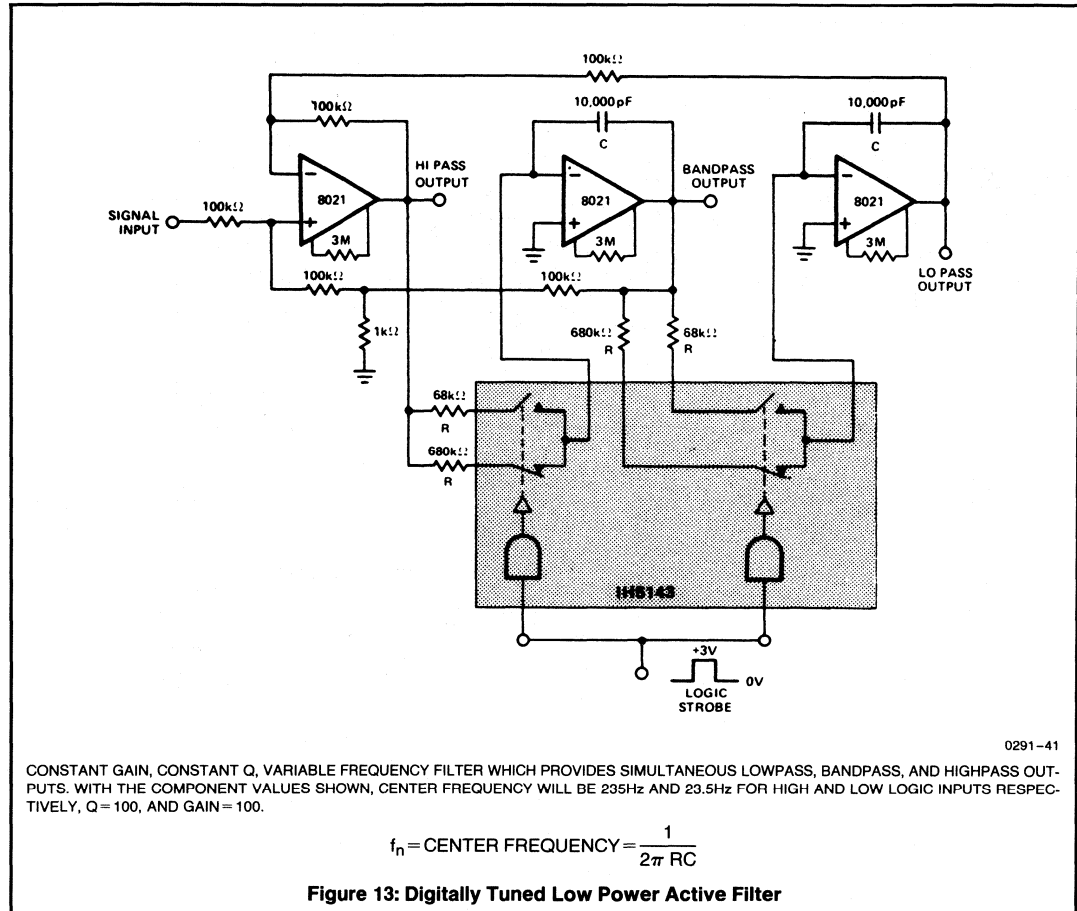 100kΩ
100kΩ
10,000pF
C
10,000pF
C
HI PASS
OUTPUT
BANDPASS
OUTPUT
−
8021
+
−
8021
+
−
8021
+
SIGNAL
INPUT
100kΩ
3M
3M
3M
LO PASS
OUTPUT
100kΩ
100kΩ
1kΩ
680kΩ
R
68kΩ
R
68kΩ
R
680kΩ
R
IH5143
+3V
0V
LOGIC
STROBE
0291–41
CONSTANT GAIN, CONSTANT Q, VARIABLE FREQUENCY FILTER WHICH PROVIDES SIMULTANEOUS LOWPASS, BANDPASS, AND HIGHPASS OUT-
PUTS. WITH THE COMPONENT VALUES SHOWN, CENTER FREQUENCY WILL BE 235Hz AND 23.5Hz FOR HIGH AND LOW LOGIC INPUTS RESPEC-
TIVELY, Q=100, AND GAIN=100.
fn = CENTER FREQUENCY = 1 / 2π RC
Figure 13: Digitally Tuned Low Power Active Filter